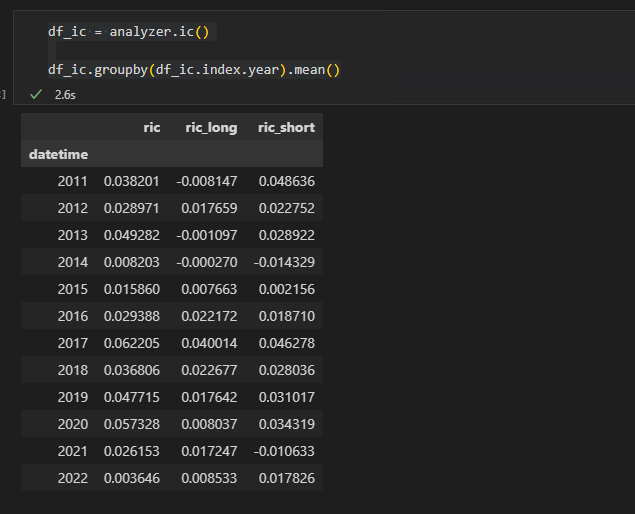 df_ic = analyzer.ic()
df_ic.groupby(df_ic.index.year).mean()
] ✓ 2.6s
ric ric_long ric_short
datetime
2011 0.038201 -0.008147 0.048636
2012 0.028971 0.017659 0.022752
2013 0.049282 -0.001097 0.028922
2014 0.008203 -0.000270 -0.014329
2015 0.015860 0.007663 0.002156
2016 0.029388 0.022172 0.018710
2017 0.062205 0.040014 0.046278
2018 0.036806 0.022677 0.028036
2019 0.047715 0.017642 0.031017
2020 0.057328 0.008037 0.034319
2021 0.026153 0.017247 -0.010633
2022 0.003646 0.008533 0.017826